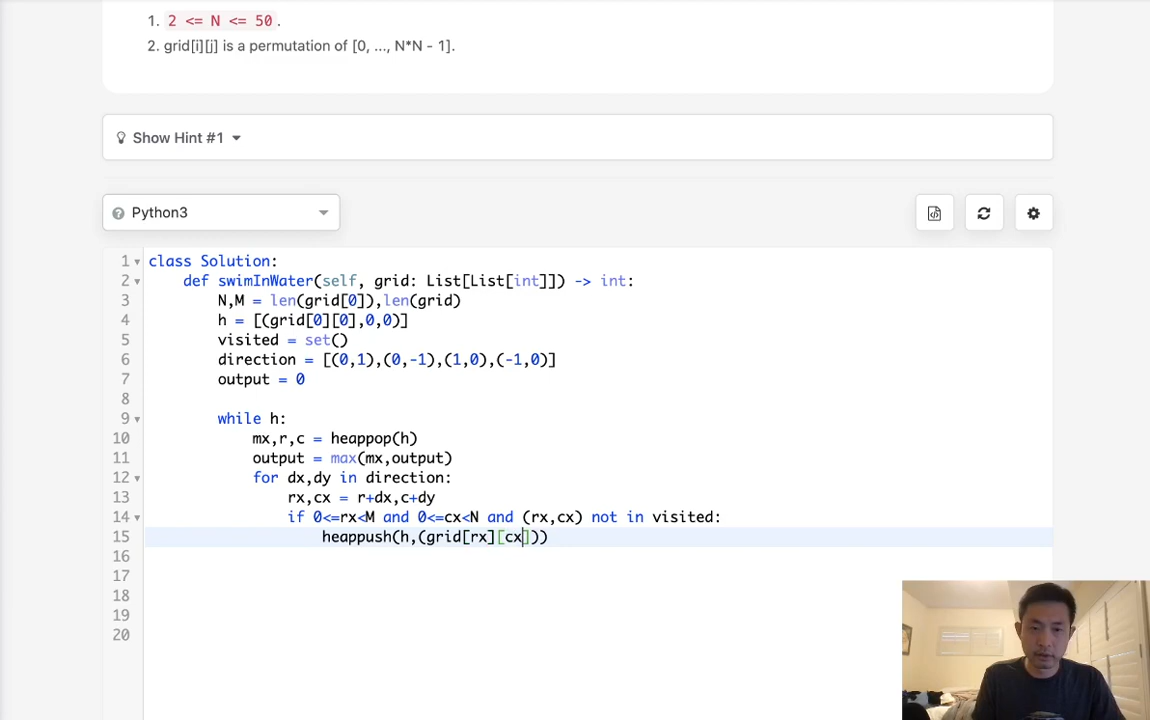 1. 2 <= N <= 50 .
2. grid[i][j] is a permutation of [0, ..., N*N - 1].
Show Hint #1
Python3
1 class Solution:
2 def swimInWater(self, grid: List[List[int]]) -> int:
3 N,M = len(grid[0]),len(grid)
4 h = [(grid[0][0],0,0)]
5 visited = set()
6 direction = [(0,1),(0,-1),(1,0),(-1,0)]
7 output = 0
8
9 while h:
10 mx,r,c = heappop(h)
11 output = max(mx,output)
12 for dx,dy in direction:
13 rx,cx = r+dx,c+dy
14 if 0<=rx<M and 0<=cx<N and (rx,cx) not in visited:
15 heappush(h,(grid[rx][cx]))
16
17
18
19
20